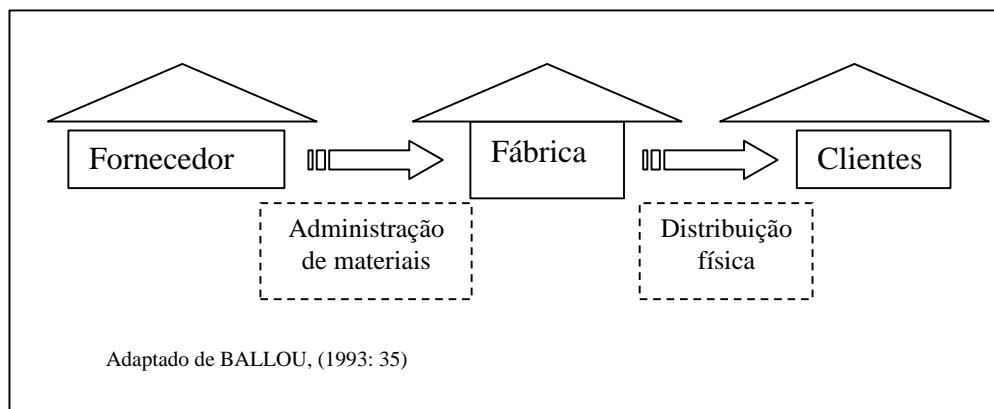 Fornecedor
Fábrica
Clientes
Administração
de materiais
Distribuição
física
Adaptado de BALLOU, (1993: 35)